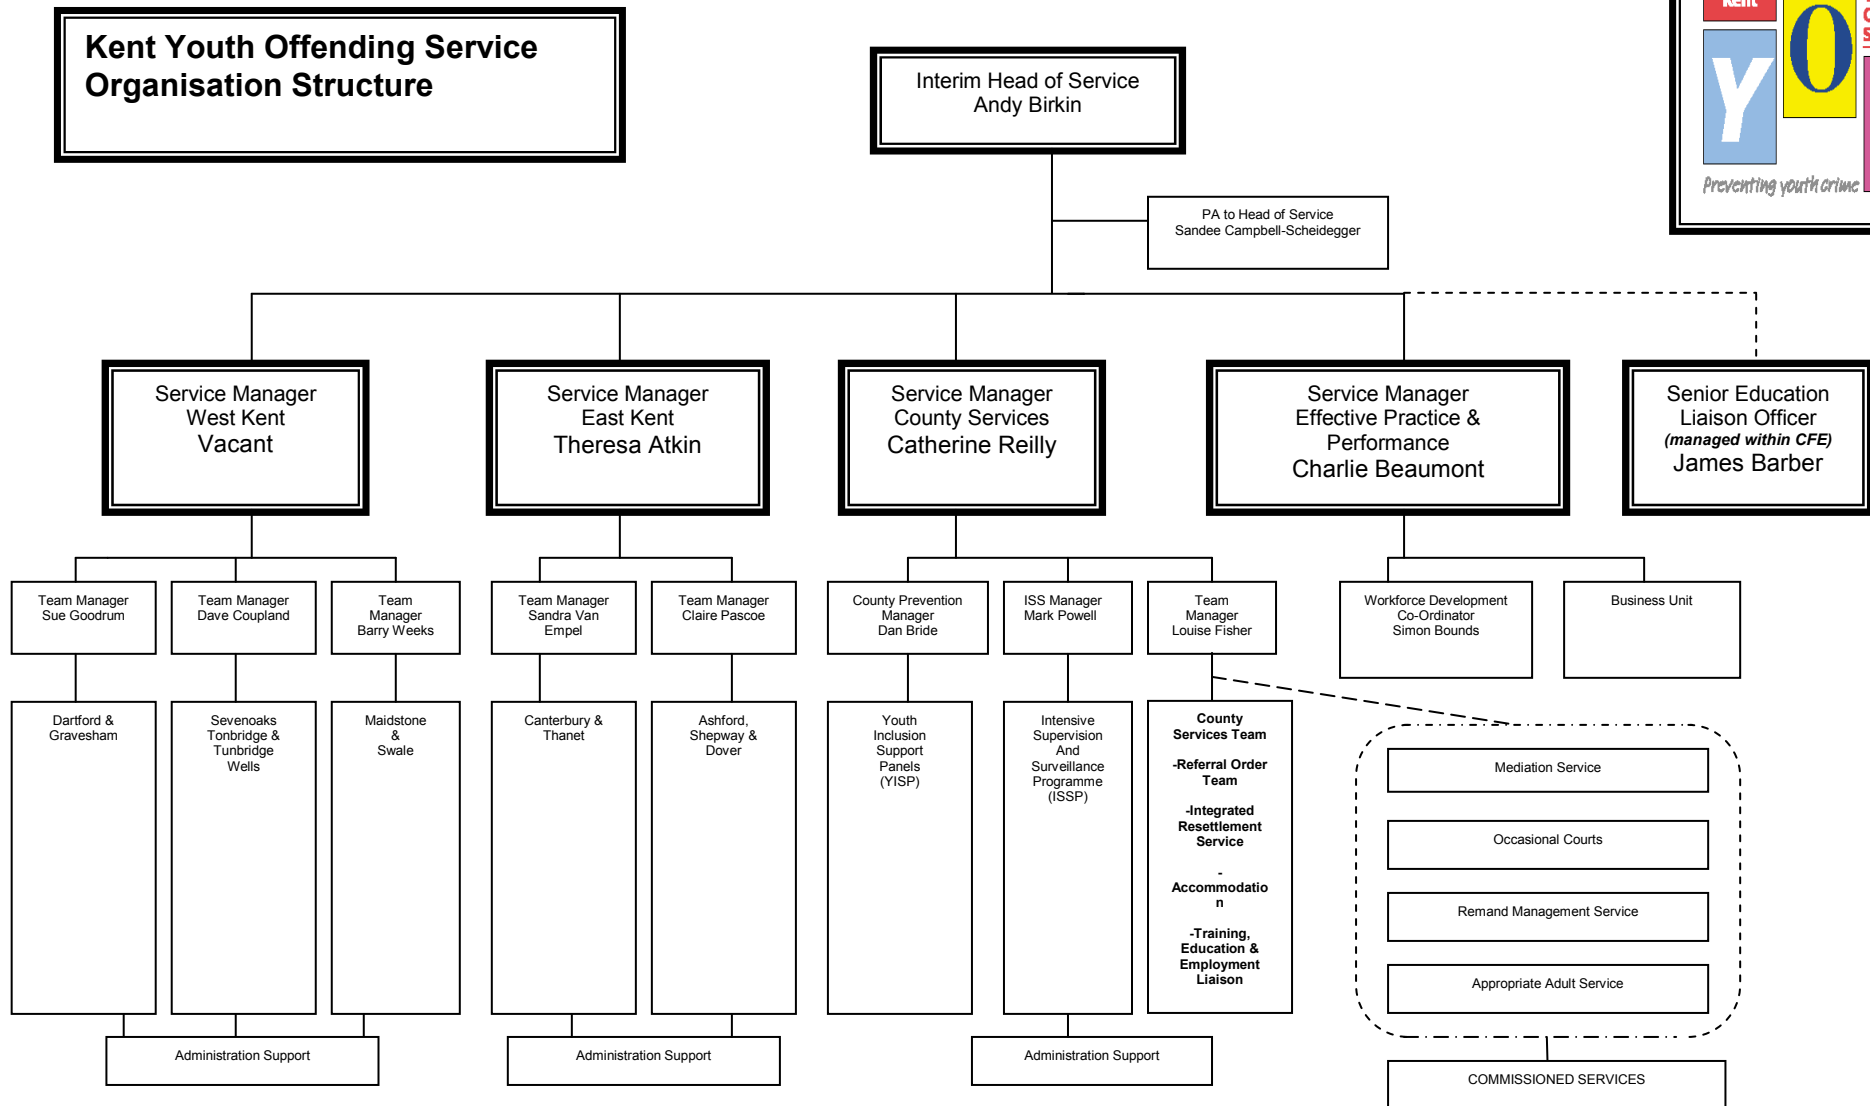 Kent Youth Offending Service
Organisation Structure
Interim Head of Service
Andy Birkin
Kent
Y
O
Preventing youth crime
PA to Head of Service
Sandee Campbell-Scheidegger
Service Manager
West Kent
Vacant
Service Manager
East Kent
Theresa Atkin
Service Manager
County Services
Catherine Reilly
Service Manager
Effective Practice &
Performance
Charlie Beaumont
Senior Education
Liaison Officer
(managed within CFE)
James Barber
Team Manager
Sue Goodrum
Team Manager
Dave Coupland
Team
Manager
Barry Weeks
Team Manager
Sandra Van
Empel
Team Manager
Claire Pascoe
County Prevention
Manager
Dan Bride
ISS Manager
Mark Powell
Team
Manager
Louise Fisher
Workforce Development
Co-Ordinator
Simon Bounds
Business Unit
Dartford &
Gravesham
Sevenoaks
Tonbridge &
Tunbridge
Wells
Maidstone
&
Swale
Canterbury &
Thanet
Ashford,
Shepway &
Dover
Youth
Inclusion
Support
Panels
(YISP)
Intensive
Supervision
And
Surveillance
Programme
(ISSP)
County
Services Team
-Referral Order
Team
-Integrated
Resettlement
Service
-
Accommodatio
n
-Training,
Education &
Employment
Liaison
Mediation Service
Occasional Courts
Remand Management Service
Appropriate Adult Service
Administration Support
Administration Support
Administration Support
COMMISSIONED SERVICES